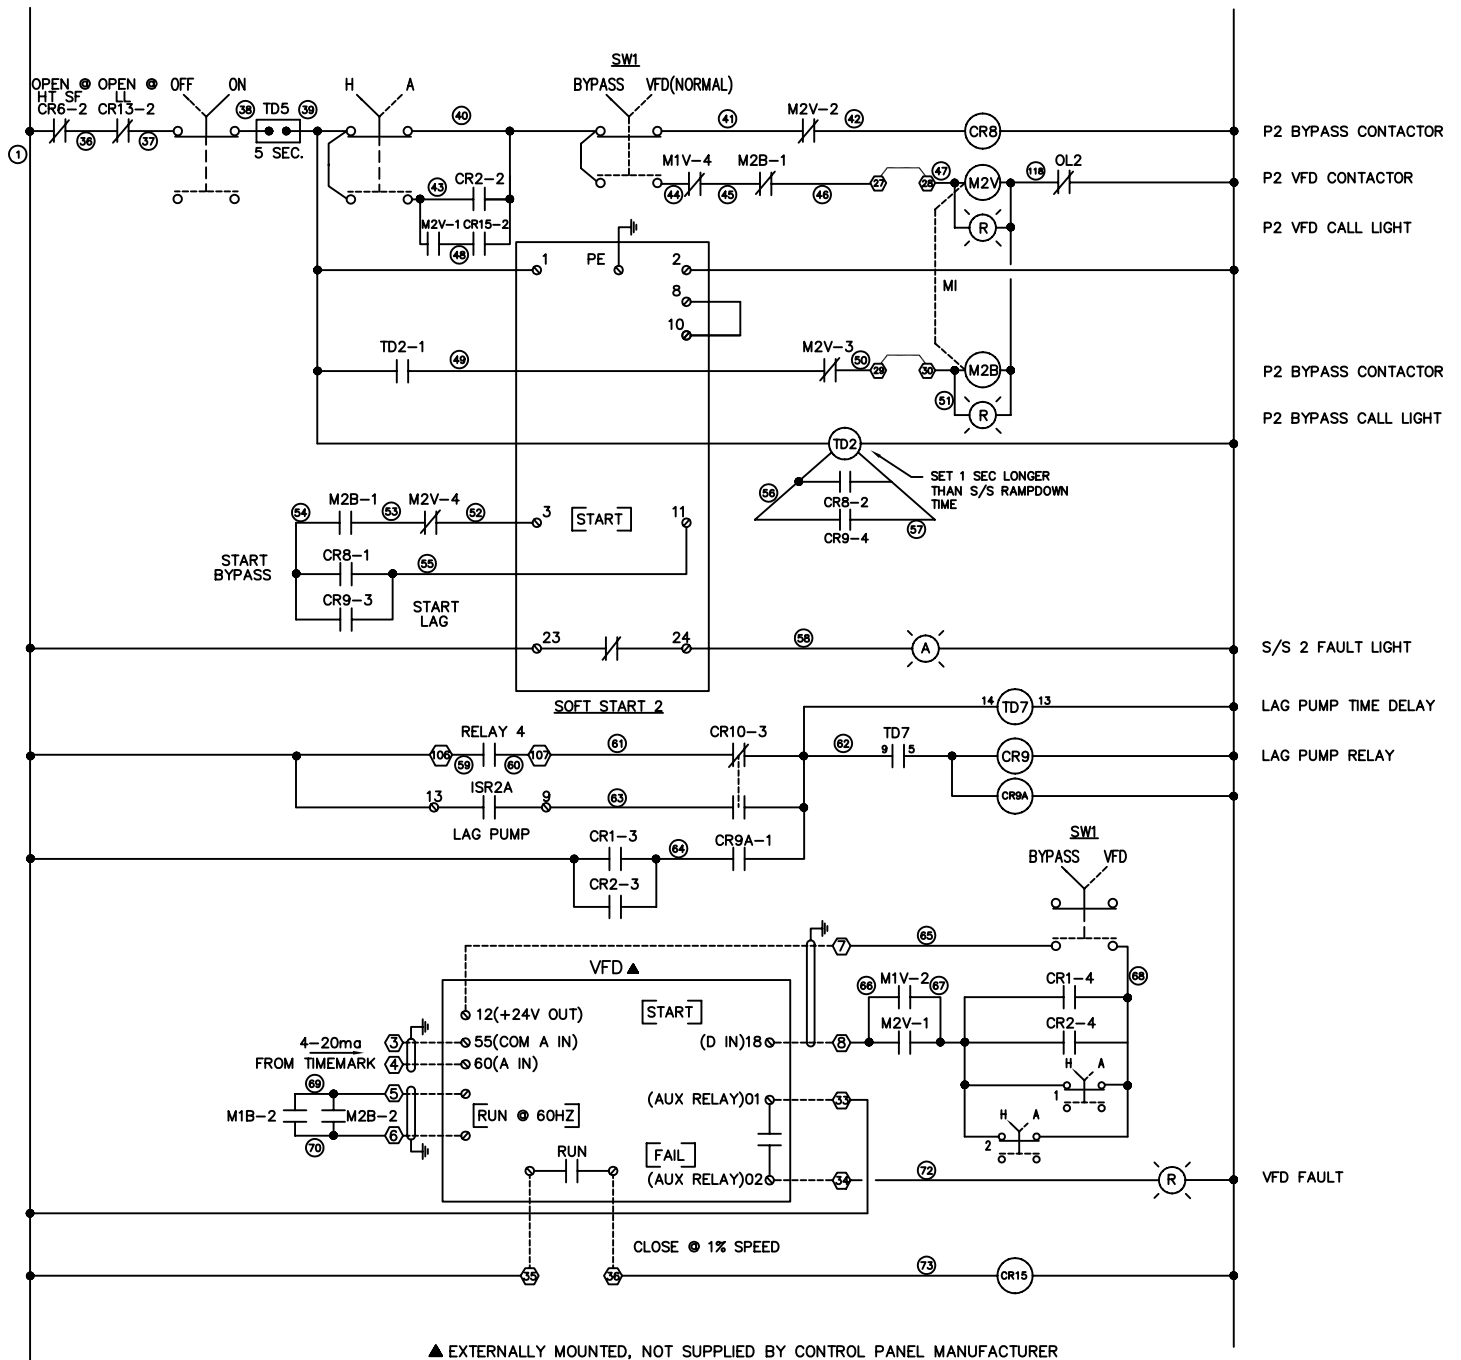 SW1
OPEN @ OPEN @ OFF ON H A BYPASS VFD(NORMAL)
HT SF LL
CR6-2 CR13-2 38 TD5 39 40 41 M2V-2 42
36 37 CR8 P2 BYPASS CONTACTOR
1 5 SEC.
M1V-4 M2B-1 47 118 OL2
43 CR2-2 44 45 46 27 28 M2V P2 VFD CONTACTOR
M2V-1 CR15-2
48 R P2 VFD CALL LIGHT
1 PE 2
8 MI
10
TD2-1 49 M2V-3 50
29 30 M2B P2 BYPASS CONTACTOR
51 R P2 BYPASS CALL LIGHT
TD2
SET 1 SEC LONGER
THAN S/S RAMPDOWN
TIME
56 CR8-2
57
CR9-4
54 M2B-1 53 M2V-4 52 3 START 11
START
BYPASS
CR8-1 55
CR9-3 START
LAG
23 24 58 A S/S 2 FAULT LIGHT
SOFT START 2
14 TD7 13 LAG PUMP TIME DELAY
RELAY 4 61 CR10-3 62 TD7
106 59 60 107 9 5 CR9 LAG PUMP RELAY
ISR2A
13 9 63 CR9A
LAG PUMP
CR1-3 64 CR9A-1
CR2-3
SW1
BYPASS VFD
7 65
VFD ▲
66 M1V-2 67 CR1-4 68
12(+24V OUT) START M2V-1 CR2-4
4-20ma 3 55(COM A IN) (D IN)18 8
FROM TIMEMARK 4 60(A IN) H A
1
69 5
M1B-2 M2B-2 RUN @ 60HZ (AUX RELAY)01 33
H A
2
70 6
RUN FAIL
(AUX RELAY)02 34 72 R VFD FAULT
CLOSE @ 1% SPEED
35 36 73 CR15
▲ EXTERNALLY MOUNTED, NOT SUPPLIED BY CONTROL PANEL MANUFACTURER